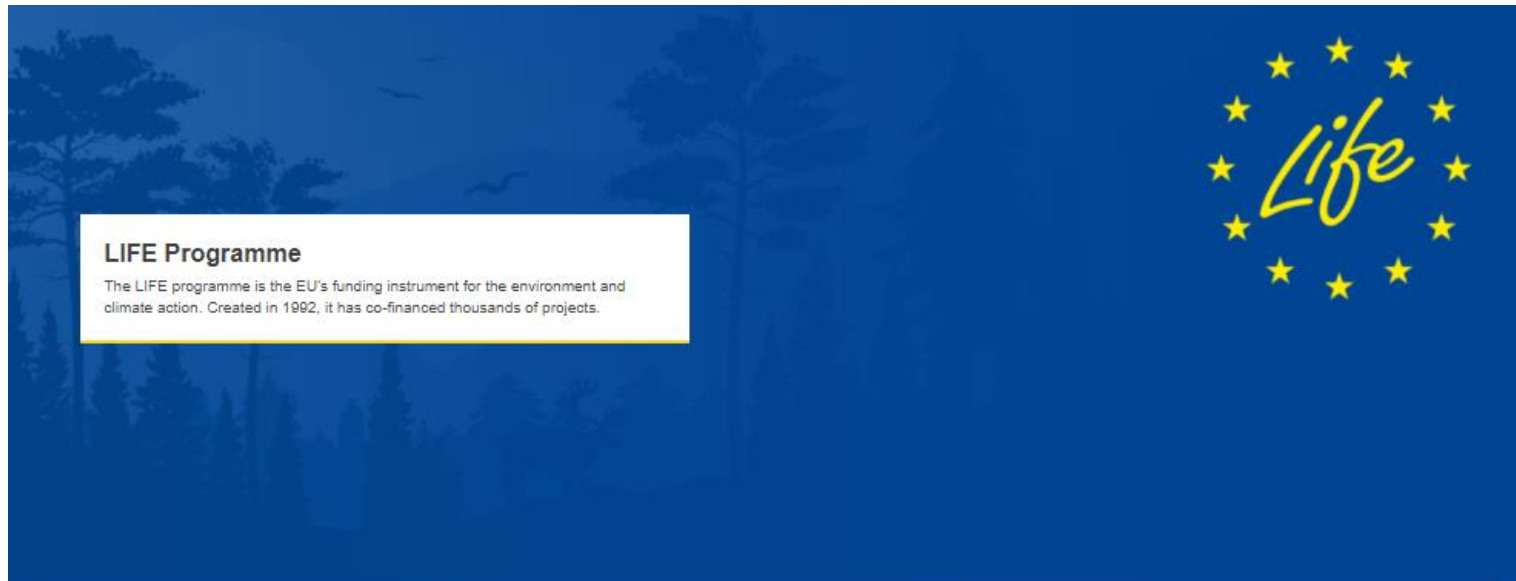 Life
LIFE Programme
The LIFE programme is the EU's funding instrument for the environment and
climate action. Created in 1992, it has co-financed thousands of projects.